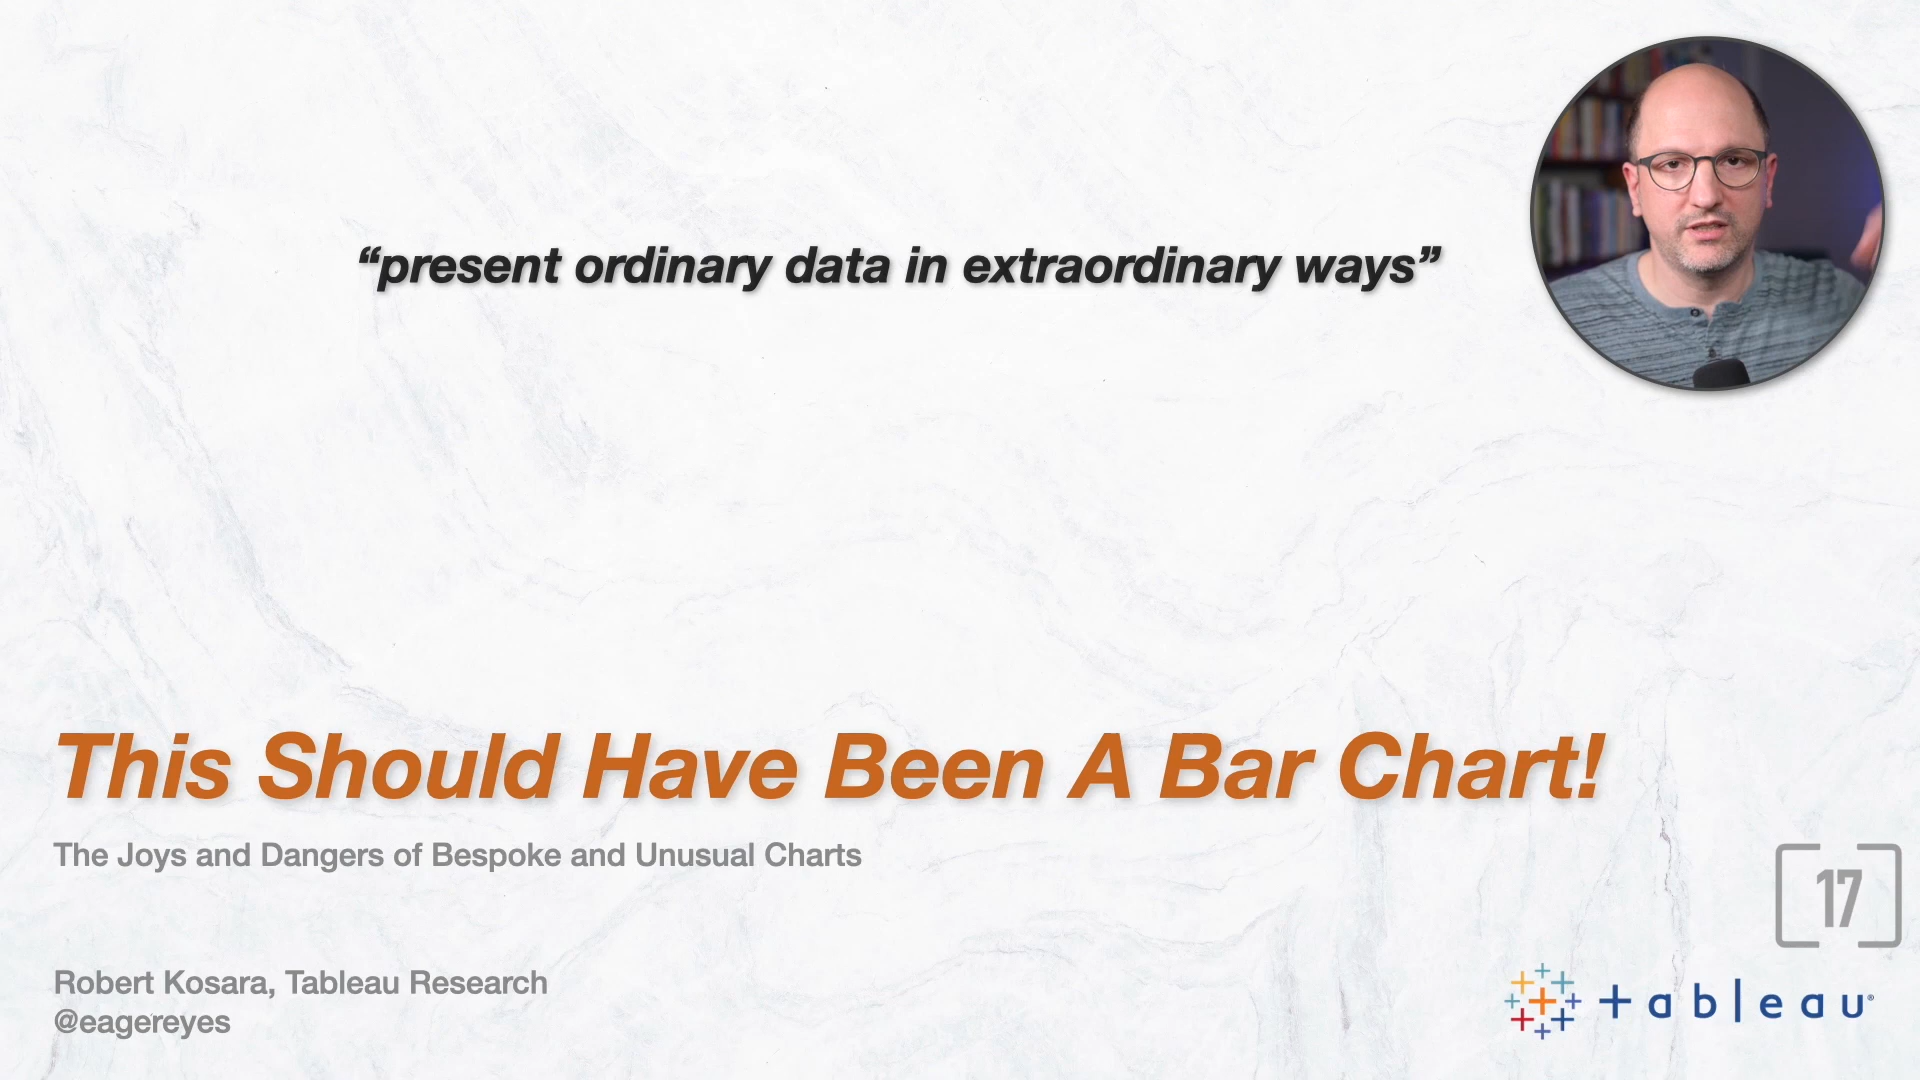 “present ordinary data in extraordinary ways”
This Should Have Been A Bar Chart!
The Joys and Dangers of Bespoke and Unusual Charts
17
Robert Kosara, Tableau Research
@eagereyes
+ableau®